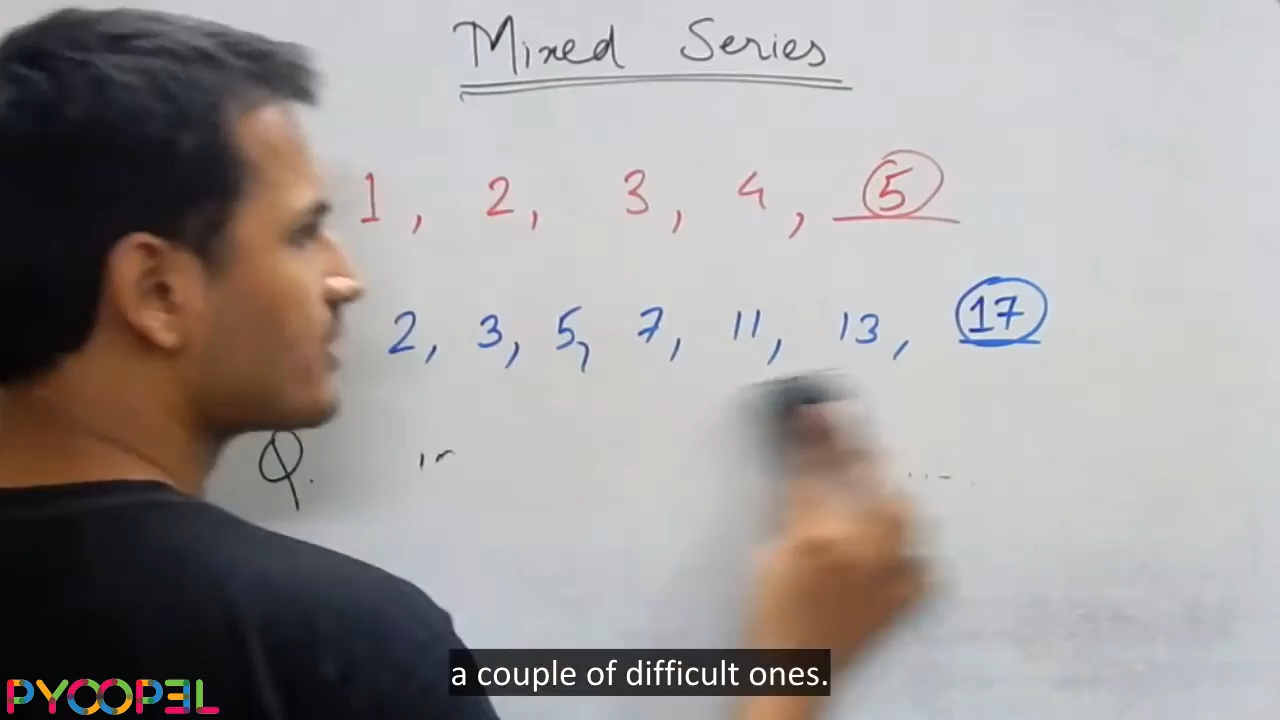 Mixed Series
1, 2, 3, 4, 5
2, 3, 5, 7, 11, 13, 17
Q.
a couple of difficult ones.
PYOOPEL